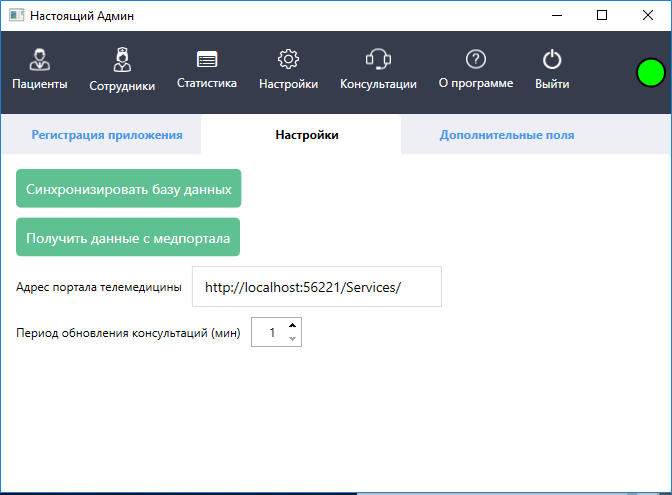 Настоящий Админ
Пациенты Сотрудники Статистика Настройки Консультации О программе Выйти
Регистрация приложения Настройки Дополнительные поля
Синхронизировать базу данных
Получить данные с медпортала
Адрес портала телемедицины http://localhost:56221/Services/
Период обновления консультаций (мин) 1